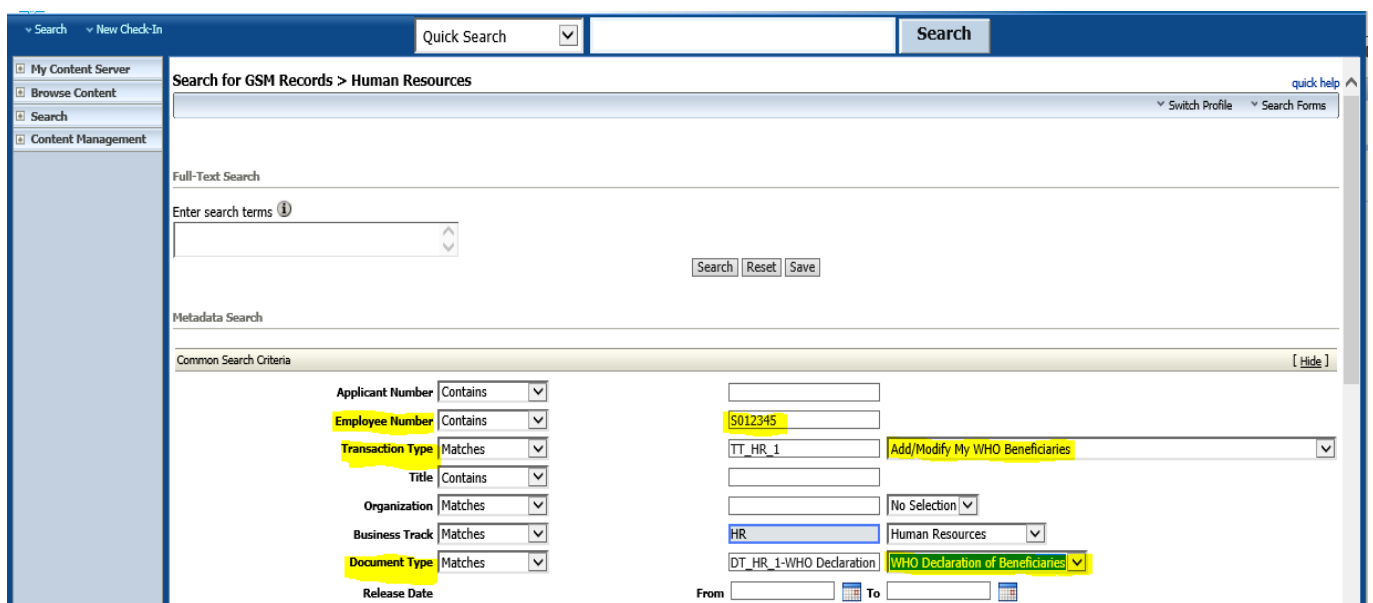 Search New Check-In Quick Search Search
My Content Server
Search for GSM Records > Human Resources quick help
Browse Content
Switch Profile Search Forms
Search
Content Management
Full-Text Search
Enter search terms
Search Reset Save
Metadata Search
Common Search Criteria [ Hide ]
Applicant Number Contains
Employee Number Contains S012345
Transaction Type Matches TT_HR_1 Add/Modify My WHO Beneficiaries
Title Contains
Organization Matches No Selection
Business Track Matches HR Human Resources
Document Type Matches DT_HR_1-WHO Declaration WHO Declaration of Beneficiaries
Release Date From To